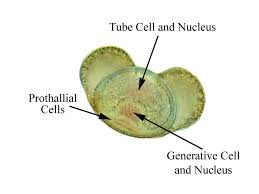 Tube Cell and Nucleus
Prothallial
Cells
Generative Cell
and Nucleus